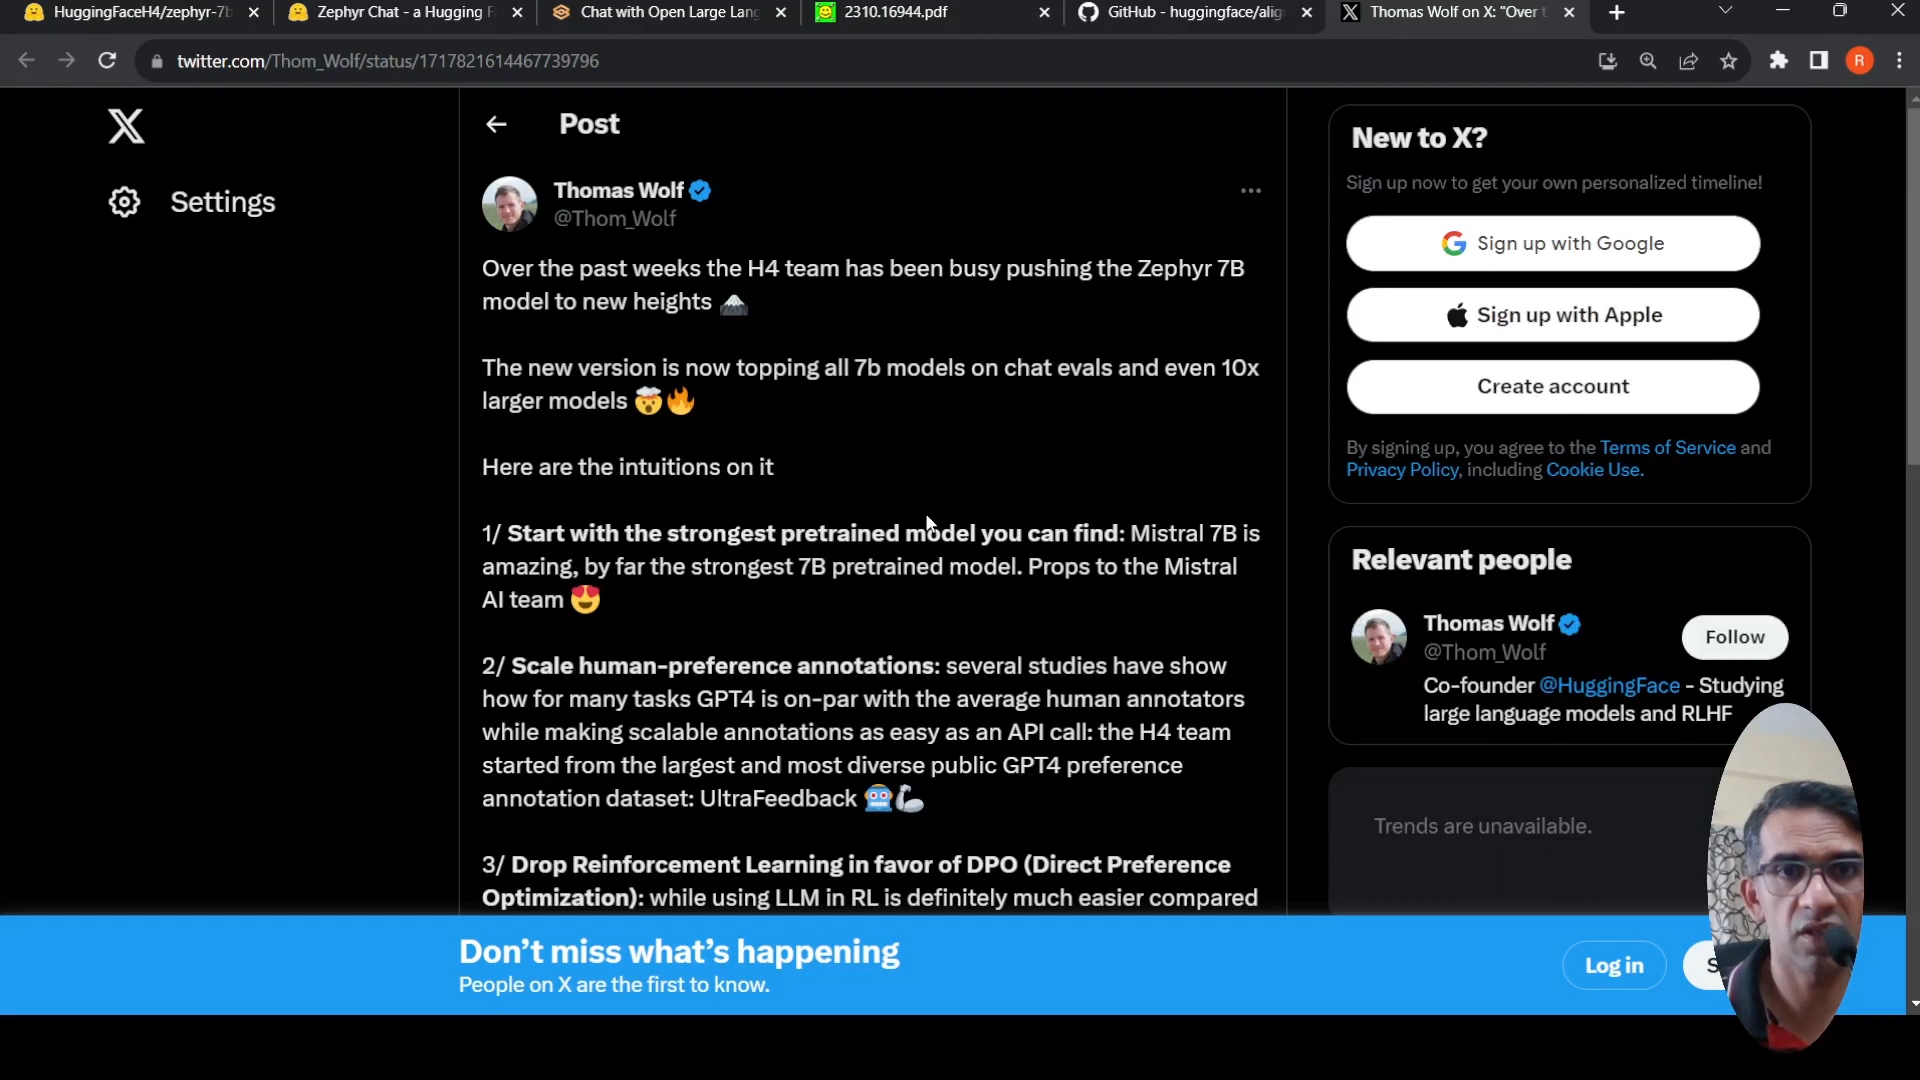 HuggingFaceH4/zephyr-7b
Zephyr Chat - a Hugging F
Chat with Open Large Lang
2310.16944.pdf
GitHub - huggingface/alig
Thomas Wolf on X: "Over t
twitter.com/Thom_Wolf/status/1717821614467739796
R
Settings
Post
Thomas Wolf
@Thom_Wolf
Over the past weeks the H4 team has been busy pushing the Zephyr 7B
model to new heights 🗻
The new version is now topping all 7b models on chat evals and even 10x
larger models 🤯🔥
Here are the intuitions on it
1/ Start with the strongest pretrained model you can find: Mistral 7B is
amazing, by far the strongest 7B pretrained model. Props to the Mistral
AI team 😍
2/ Scale human-preference annotations: several studies have show
how for many tasks GPT4 is on-par with the average human annotators
while making scalable annotations as easy as an API call: the H4 team
started from the largest and most diverse public GPT4 preference
annotation dataset: UltraFeedback 🤖🦾
3/ Drop Reinforcement Learning in favor of DPO (Direct Preference
Optimization): while using LLM in RL is definitely much easier compared
New to X?
Sign up now to get your own personalized timeline!
Sign up with Google
Sign up with Apple
Create account
By signing up, you agree to the Terms of Service and
Privacy Policy, including Cookie Use.
Relevant people
Thomas Wolf
@Thom_Wolf
Follow
Co-founder @HuggingFace - Studying
large language models and RLHF
Trends are unavailable.
Don't miss what's happening
People on X are the first to know.
Log in